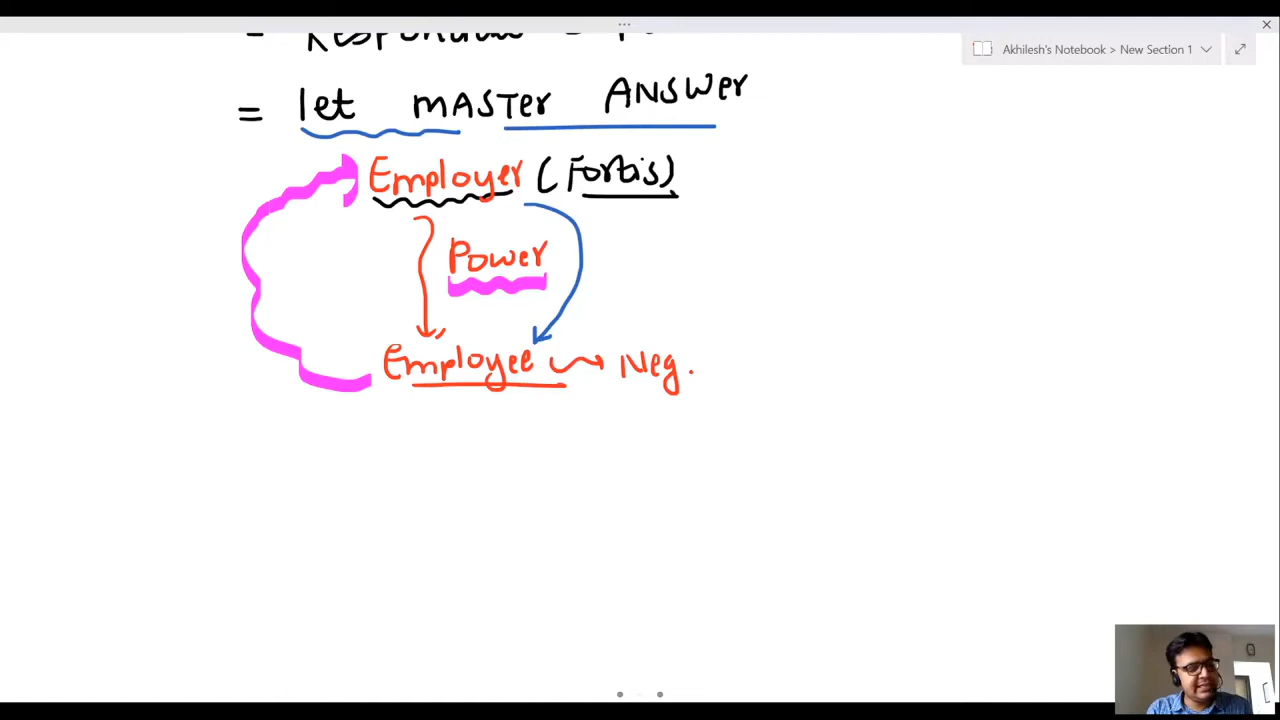 Akhilesh's Notebook > New Section 1
= let mASTer ANSWer
Employer (Fortis)
Power
Employee Neg.